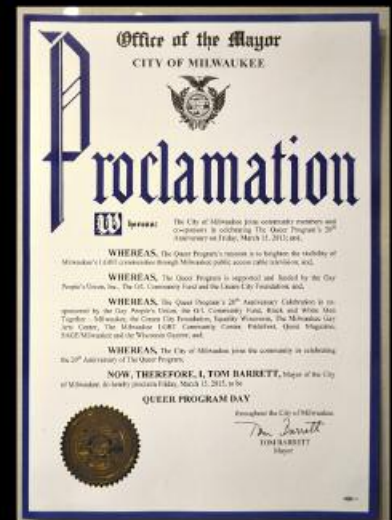 Office of the Mayor
CITY OF MILWAUKEE
Proclamation
Whereas: The City of Milwaukee joins community members and
co-sponsors in celebrating The Queer Program's 20th
Anniversary on Friday, March 15, 2013; and,
WHEREAS, The Queer Program's mission is to heighten the visibility of
Milwaukee's LGBT communities through Milwaukee public access cable television; and,
WHEREAS, The Queer Program is supported and funded by the Gay
People's Union, Inc., The G/L Community Fund and the Cream City Foundation; and,
WHEREAS, The Queer Program's 20th Anniversary Celebration is co-
sponsored by the Gay People's Union, the G/L Community Fund, Black and White Men
Together - Milwaukee, the Cream City Foundation, Equality Wisconsin, The Milwaukee Gay
Arts Center, The Milwaukee LGBT Community Center, PrideFest, Quest Magazine,
SAGE/Milwaukee and the Wisconsin Gazette; and,
WHEREAS, The City of Milwaukee joins the community in celebrating
the 20th Anniversary of The Queer Program;
NOW, THEREFORE, I, TOM BARRETT, Mayor of the City
of Milwaukee, do hereby proclaim Friday, March 15, 2013, to be
QUEER PROGRAM DAY
throughout the City of Milwaukee.
Tom Barrett
TOM BARRETT
Mayor